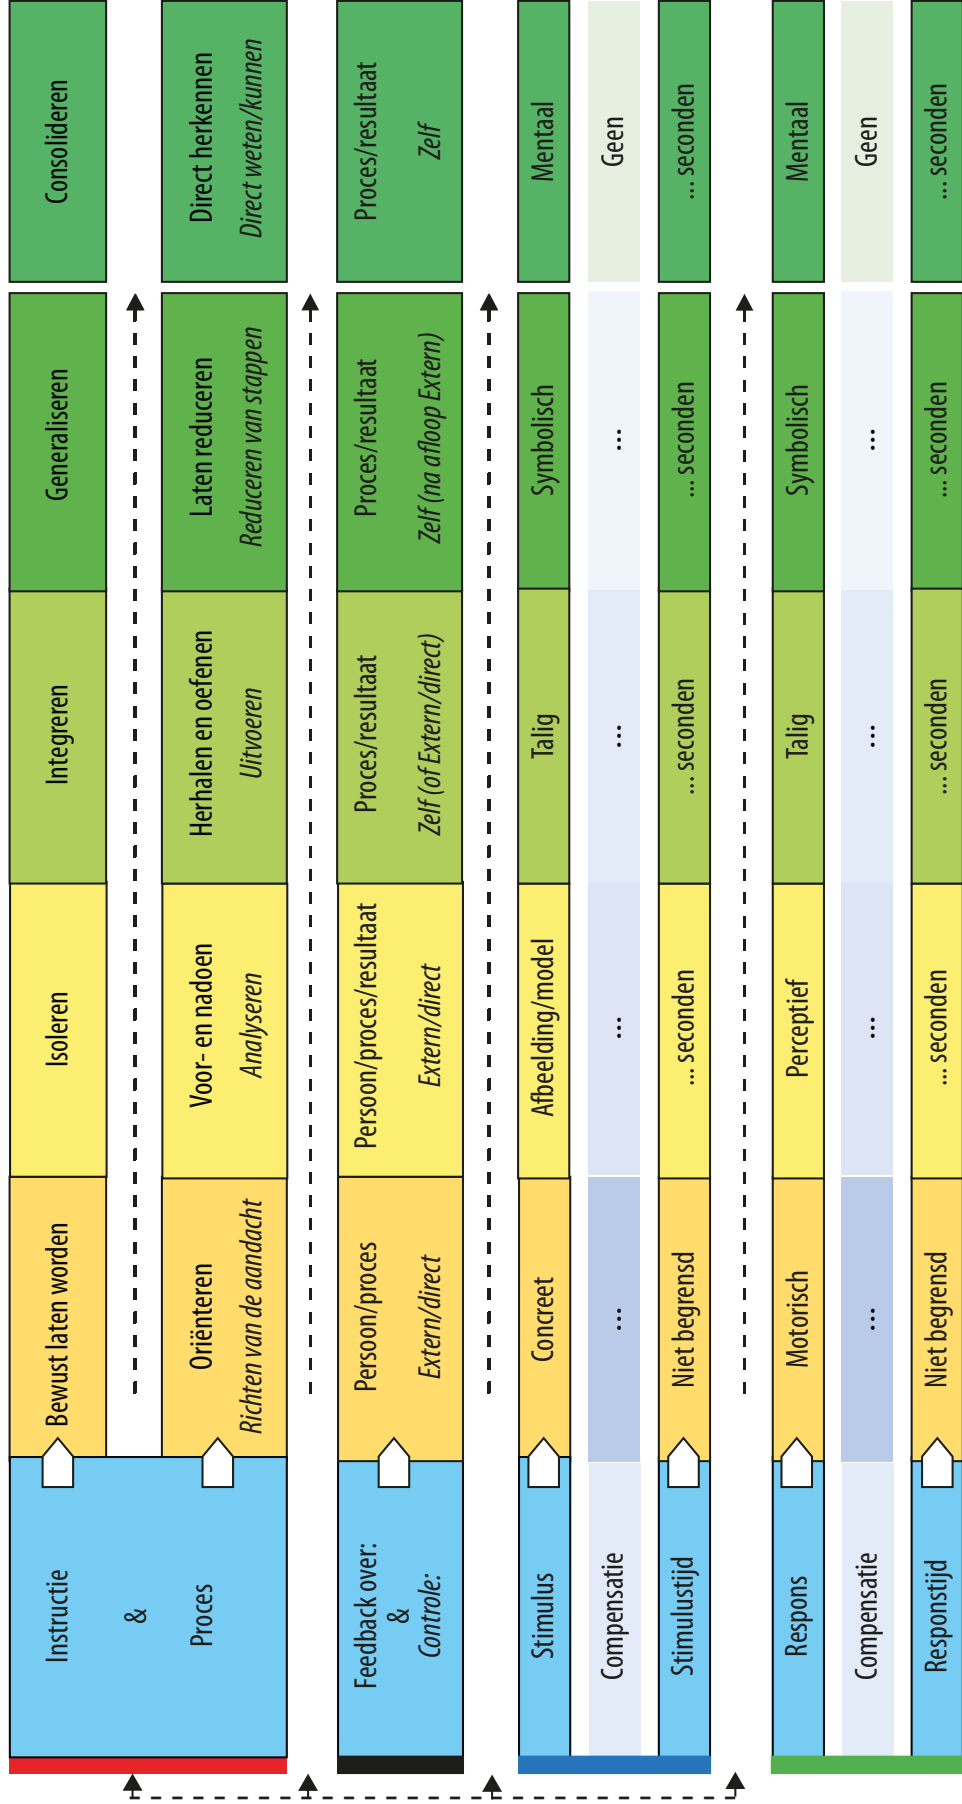 Instructie
&
Proces
Bewust laten worden
Isoleren
Integreren
Generaliseren
Consolideren
Oriënteren
Richten van de aandacht
Voor- en nadoen
Analyseren
Herhalen en oefenen
Uitvoeren
Laten reduceren
Reduceren van stappen
Direct herkennen
Direct weten/kunnen
Feedback over:
&
Controle:
Persoon/proces
Extern/direct
Persoon/proces/resultaat
Extern/direct
Proces/resultaat
Zelf (of Extern/direct)
Proces/resultaat
Zelf (na afloop Extern)
Proces/resultaat
Zelf
Stimulus
Concreet
Afbeelding/model
Talig
Symbolisch
Mentaal
Compensatie
...
...
...
...
Geen
Stimulustijd
Niet begrensd
... seconden
... seconden
... seconden
... seconden
Respons
Motorisch
Perceptief
Talig
Symbolisch
Mentaal
Compensatie
...
...
...
...
Geen
Responstijd
Niet begrensd
... seconden
... seconden
... seconden
... seconden